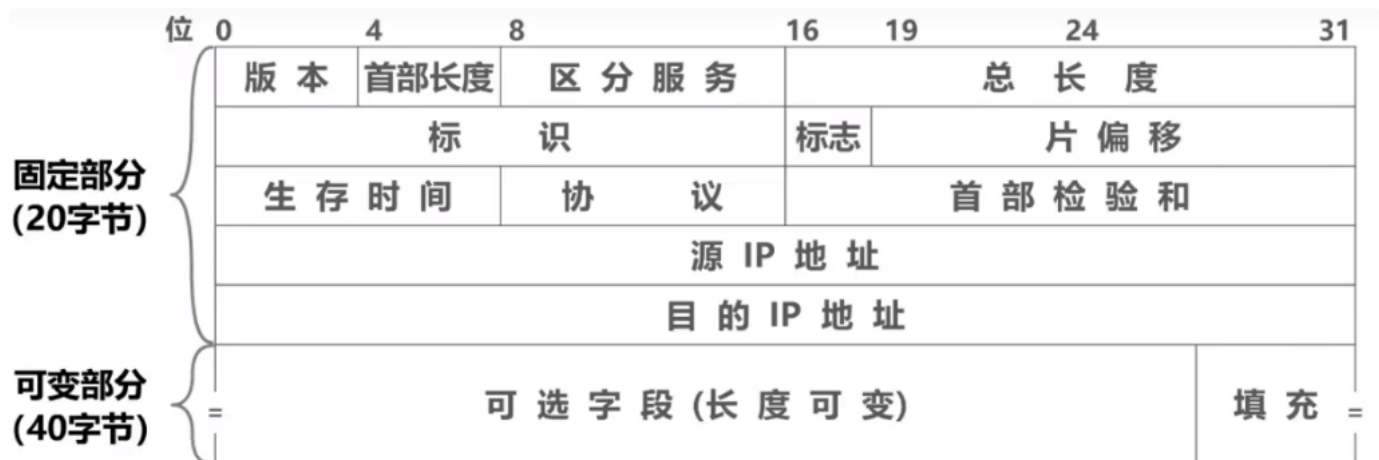 位 0 4 8 16 19 24 31
版 本 首部长度 区 分 服 务 总 长 度
标 识 标志 片 偏 移
固定部分
(20字节)
生 存 时 间 协 议 首 部 检 验 和
源 IP 地 址
目 的 IP 地 址
可变部分
(40字节)
= 可 选 字 段 (长 度 可 变) 填 充 =